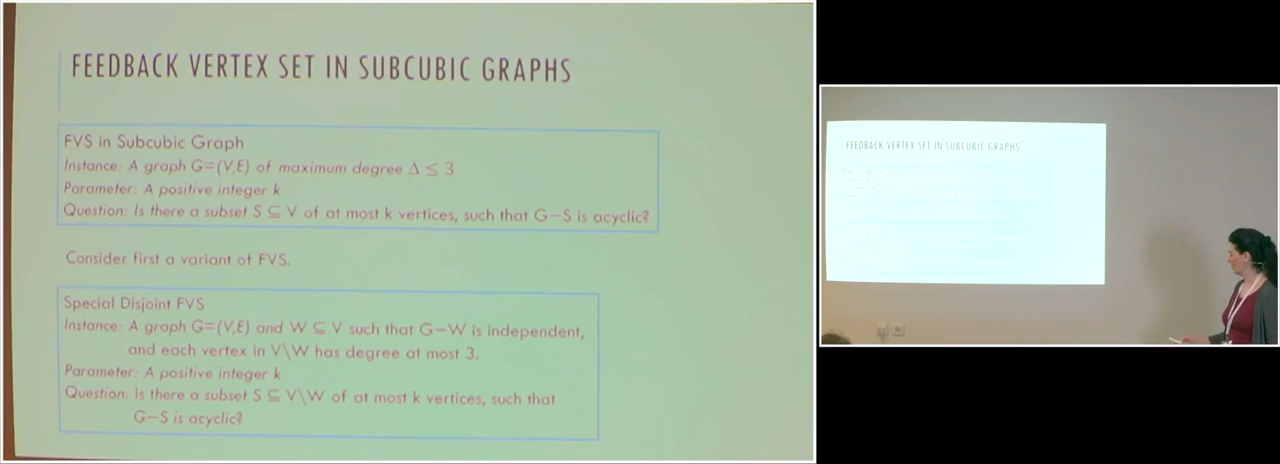 FEEDBACK VERTEX SET IN SUBCUBIC GRAPHS
FVS in Subcubic Graph
Instance: A graph G=(V,E) of maximum degree Δ ≤ 3
Parameter: A positive integer k
Question: Is there a subset S ⊆ V of at most k vertices, such that G−S is acyclic?
Consider first a variant of FVS.
Special Disjoint FVS
Instance: A graph G=(V,E) and W ⊆ V such that G−W is independent,
and each vertex in V\W has degree at most 3.
Parameter: A positive integer k
Question: Is there a subset S ⊆ V\W of at most k vertices, such that
G−S is acyclic?
FEEDBACK VERTEX SET IN SUBCUBIC GRAPHS